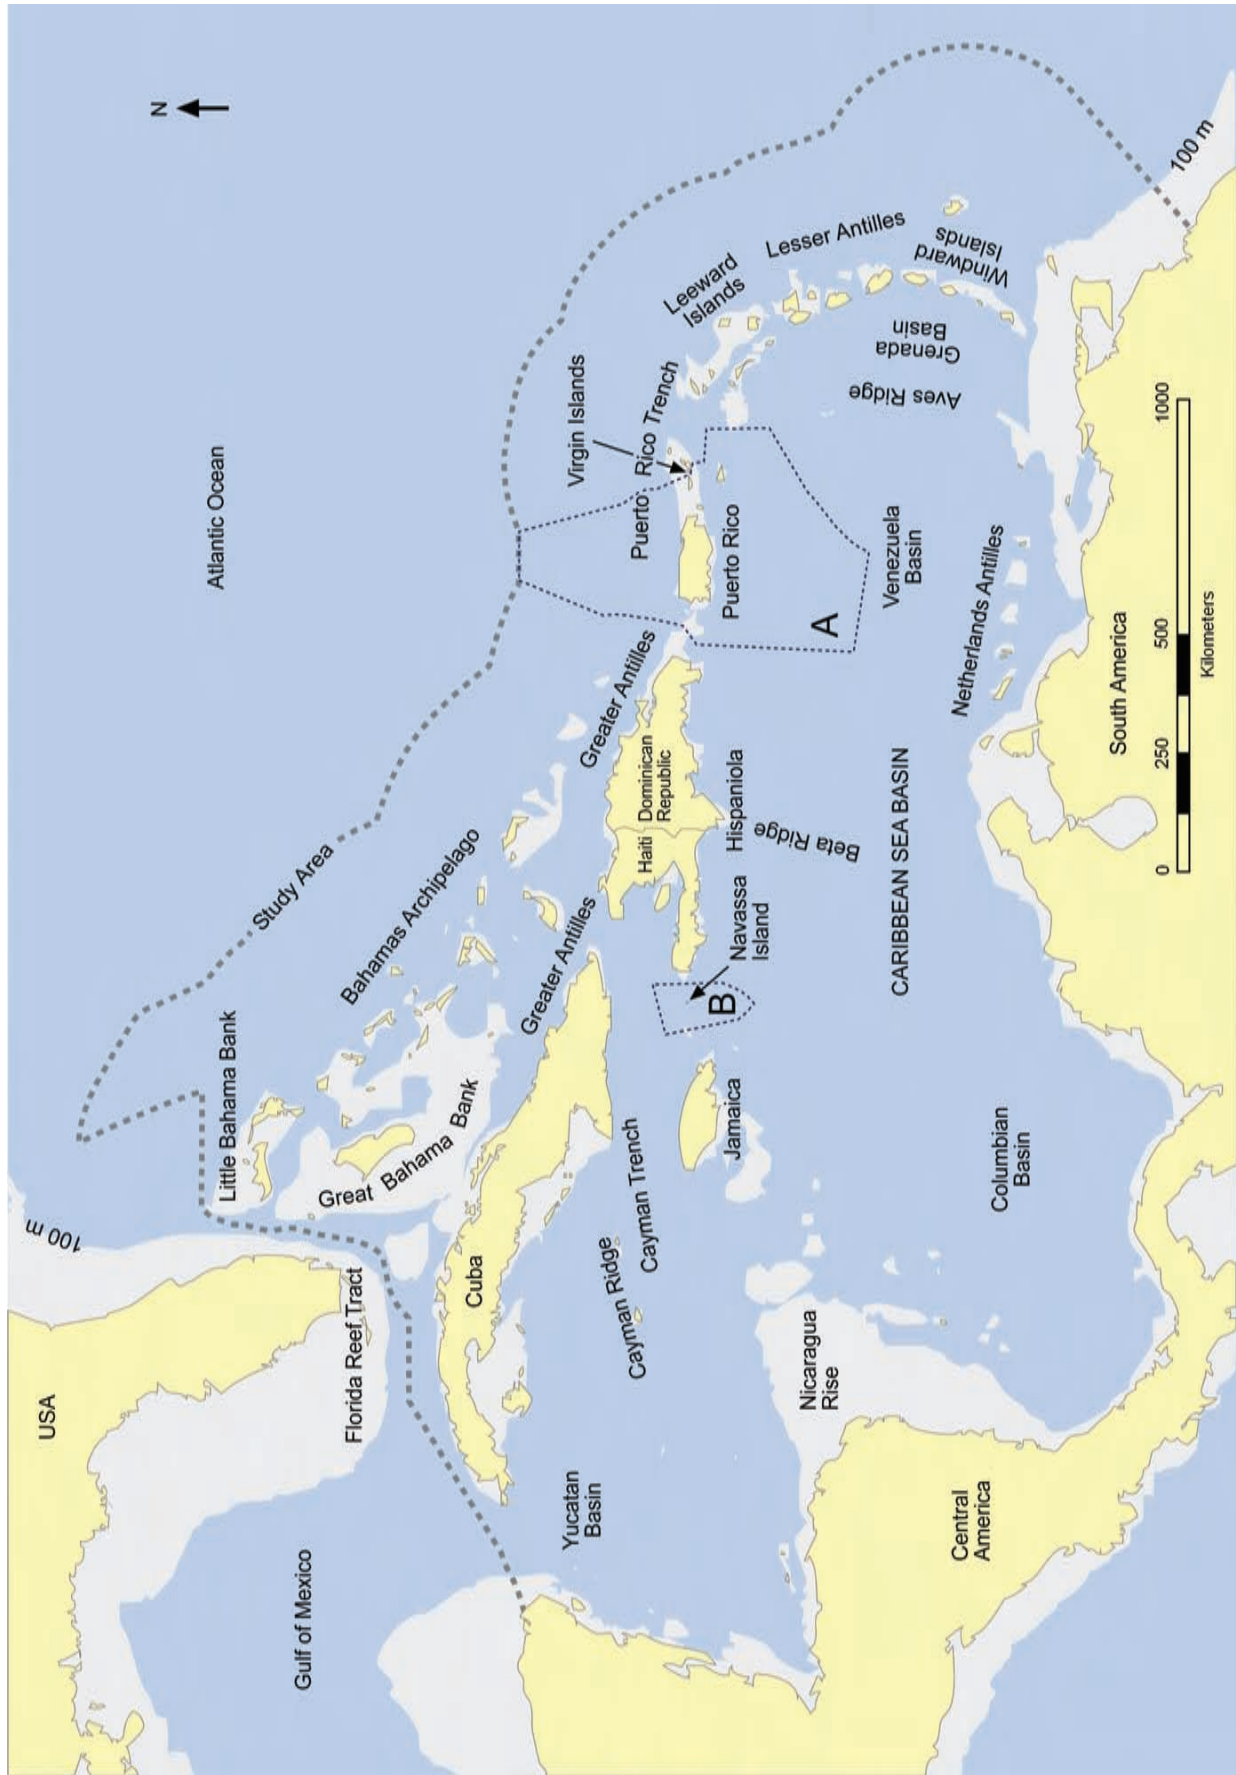 N
USA
100 m
Atlantic Ocean
Study Area
Little Bahama Bank
Gulf of Mexico
Florida Reef Tract
Great Bahama Bank
Bahamas Archipelago
Cuba
Greater Antilles
Greater Antilles
Virgin Islands
Puerto Rico Trench
Leeward
Islands
Lesser Antilles
Yucatan
Basin
Cayman Ridge
Cayman Trench
Haiti
Dominican
Republic
Jamaica
B
Navassa
Island
Hispaniola
Beta Ridge
Puerto Rico
A
Windward
Islands
Grenada
Basin
Aves Ridge
Nicaragua
Rise
CARIBBEAN SEA BASIN
Venezuela
Basin
Netherlands Antilles
Central
America
Columbian
Basin
South America
100 m
0
250
500
1000
Kilometers